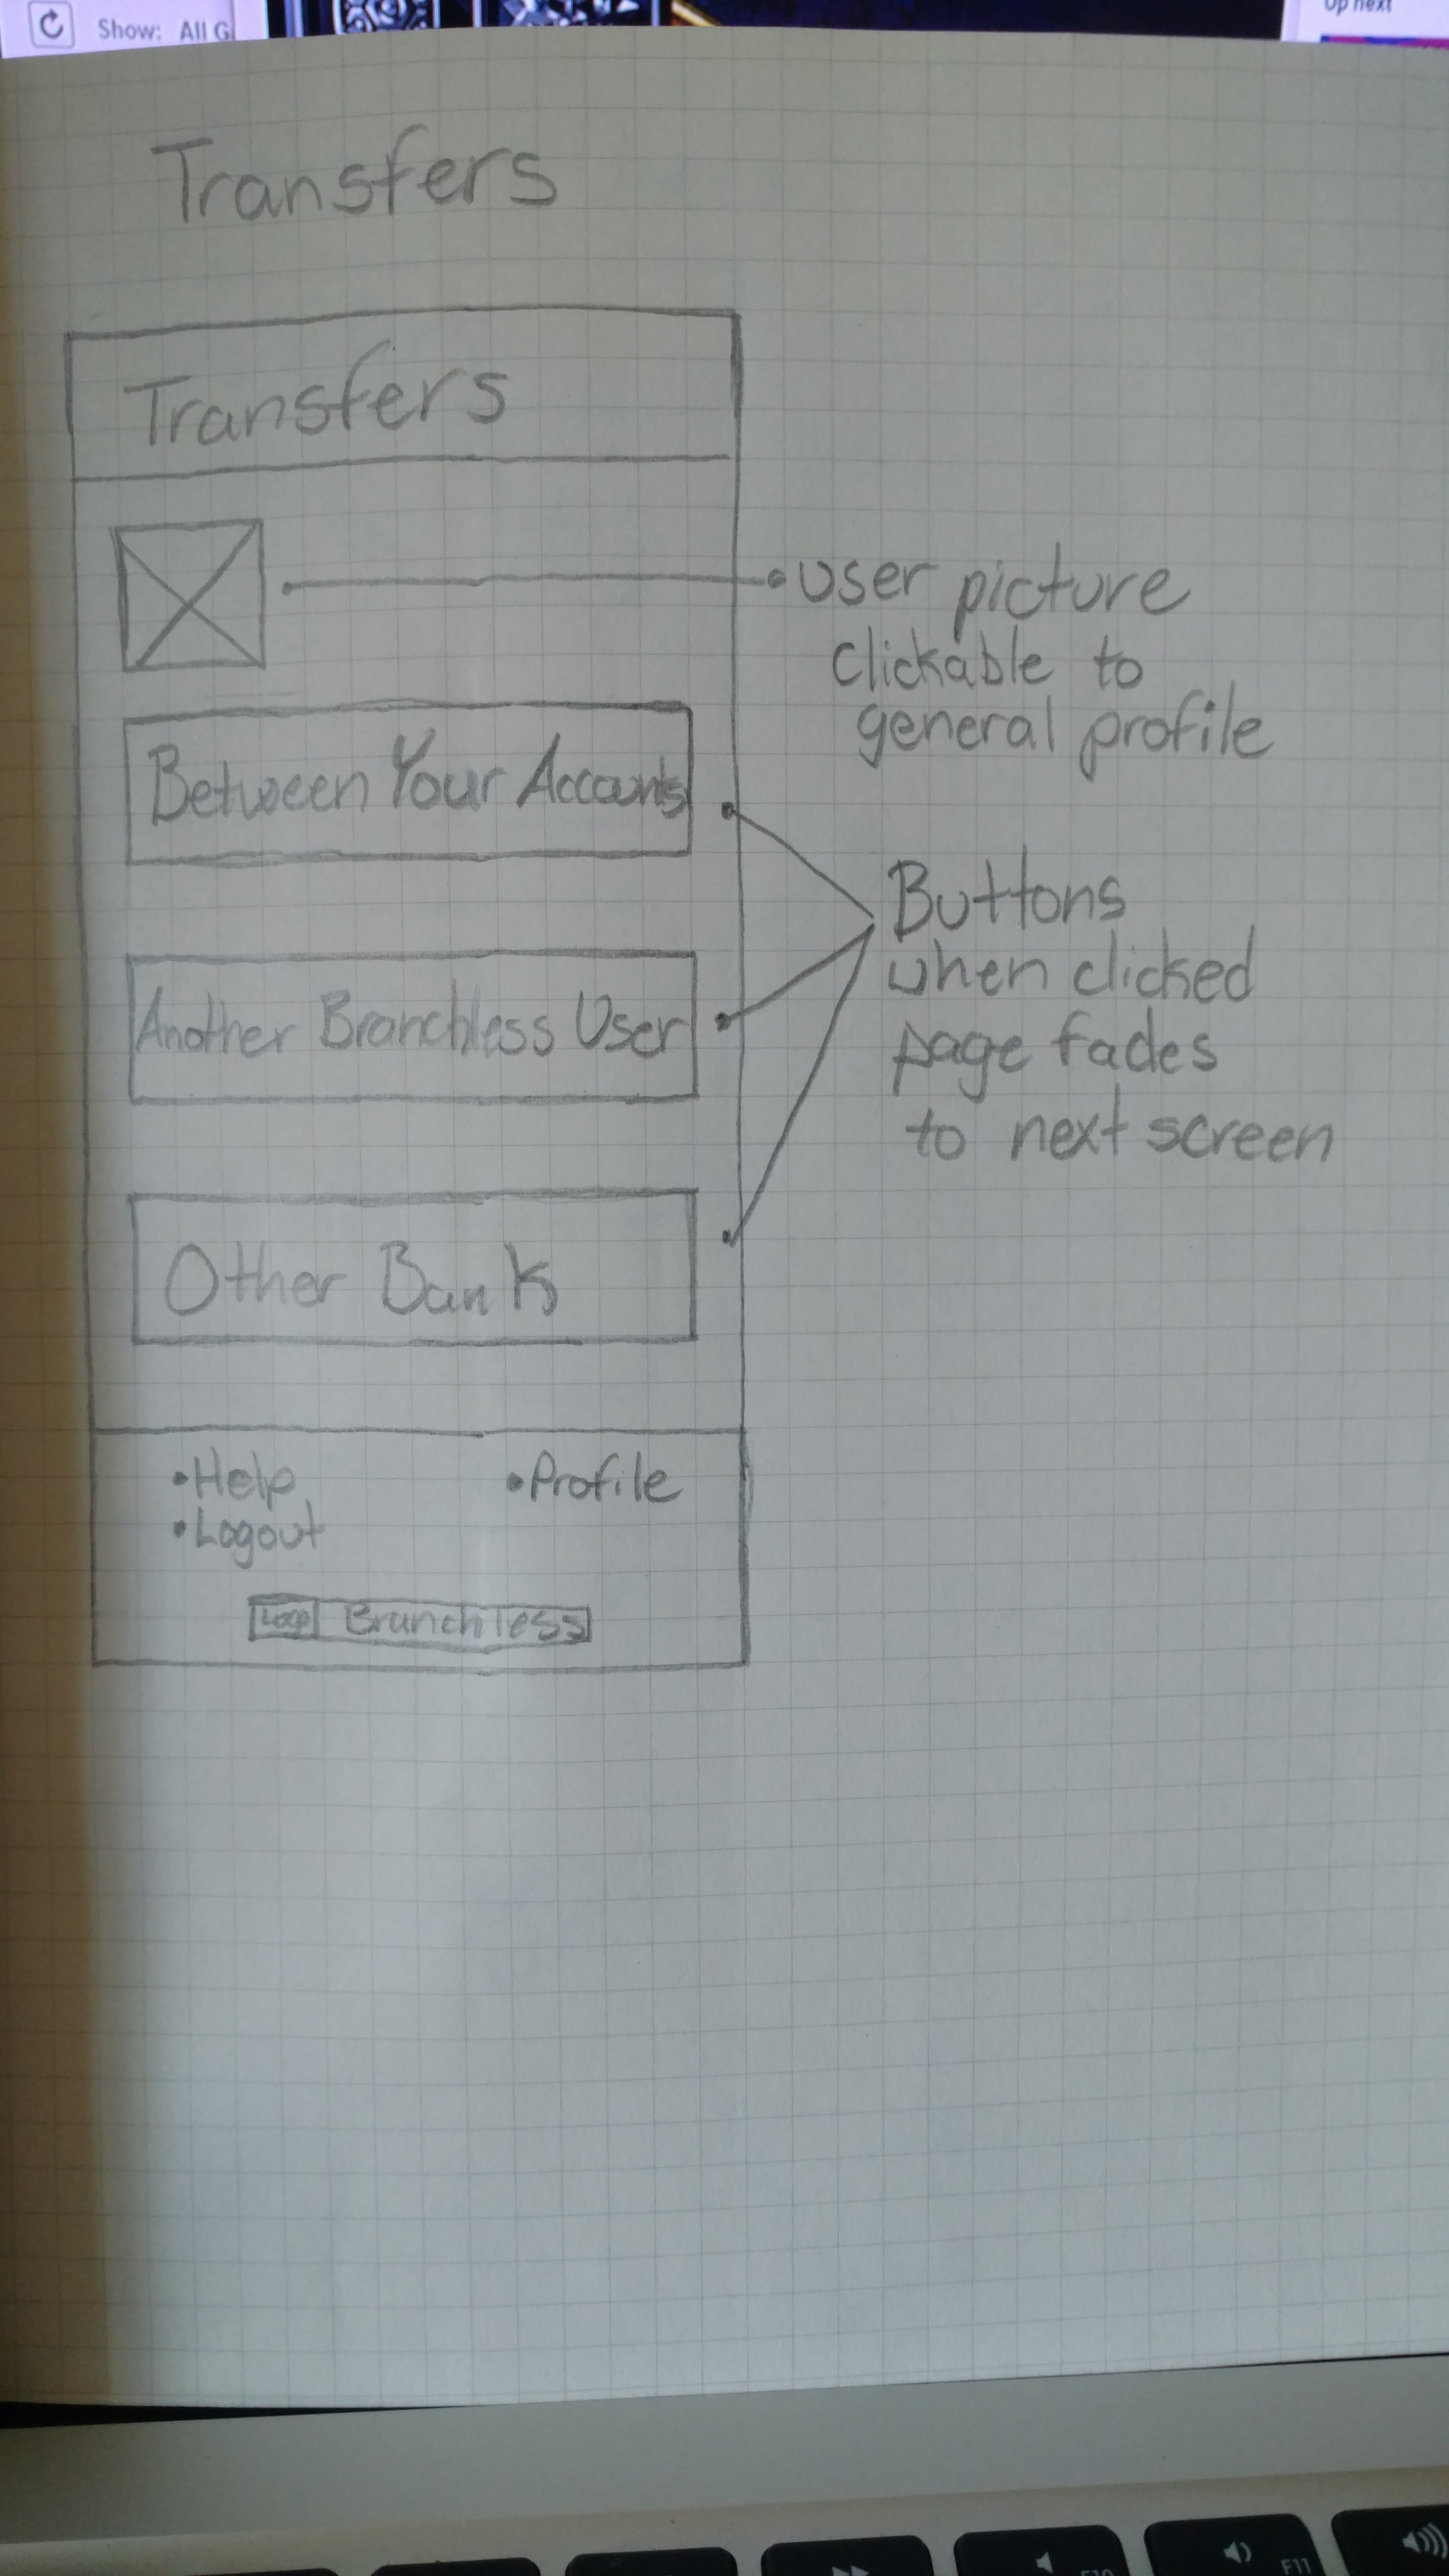 Show: All G
Up next
Transfers
Transfers
user picture
clickable to
general profile
Between Your Accounts
Buttons
when clicked
page fades
to next screen
Another Branchless User
Other Bank
•Help
•Profile
•Logout
Logo Branchless
F10
F11